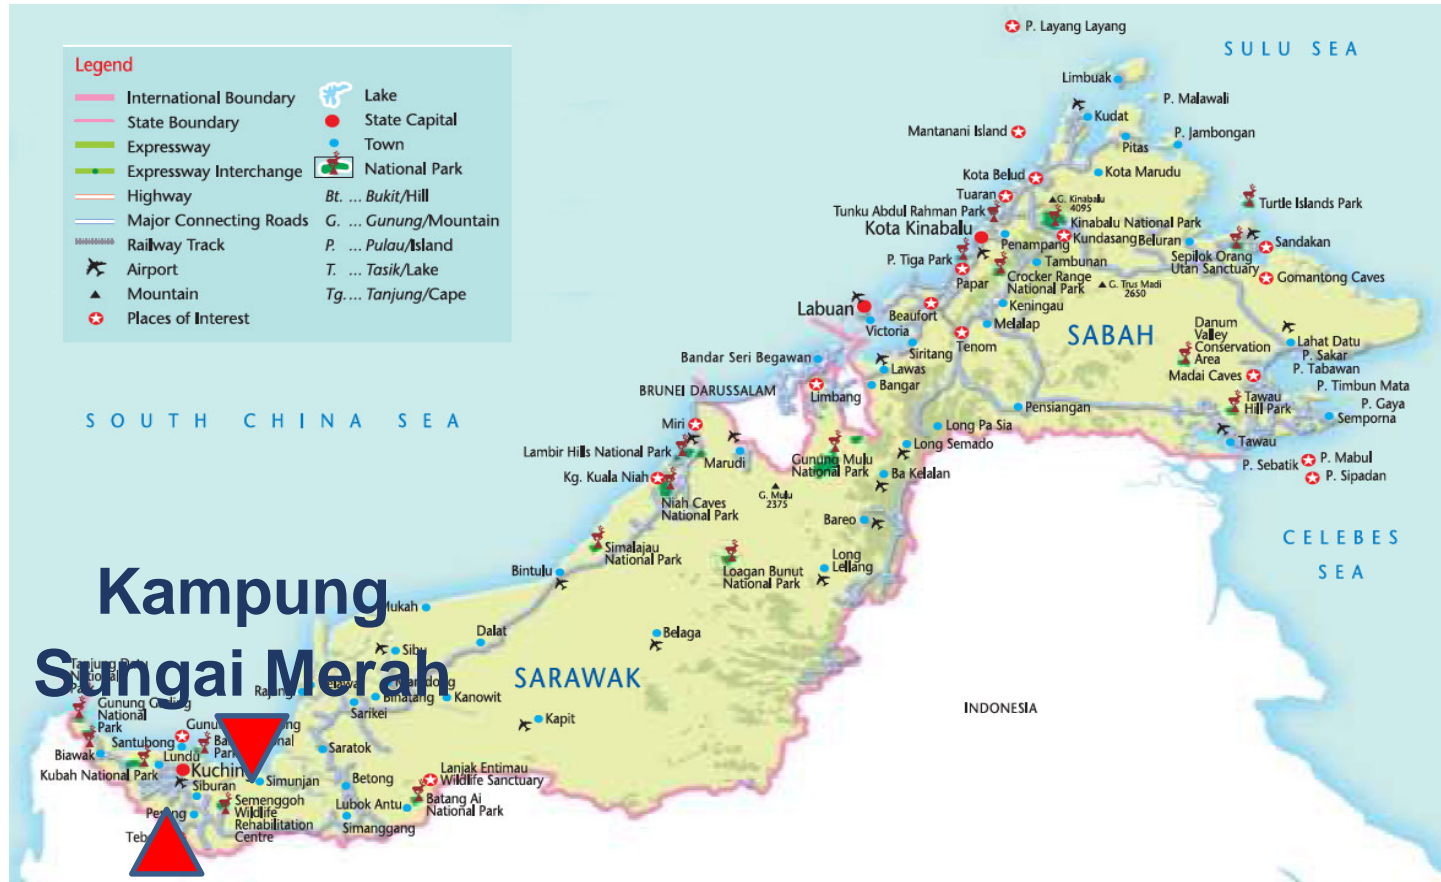 Legend
International Boundary
State Boundary
Expressway
Expressway Interchange
Highway
Major Connecting Roads
Railway Track
Airport
Mountain
Places of Interest
Lake
State Capital
Town
National Park
Bt. ... Bukit/Hill
G. ... Gunung/Mountain
P. ... Pulau/Island
T. ... Tasik/Lake
Tg.... Tanjung/Cape
P. Layang Layang
SULU SEA
Limbuak
P. Malawali
Kudat
Mantanani Island
Pitas
P. Jambongan
Kota Belud
Kota Marudu
Tuaran
G. Kinabalu
4095
Turtle Islands Park
Tunku Abdul Rahman Park
Kinabalu National Park
Kota Kinabalu
Penampang
Kundasang
Beluran
Sandakan
P. Tiga Park
Tambunan
Sepilok Orang
Utan Sanctuary
Papar
Crocker Range
National Park
G. Trus Madi
2650
Gomantong Caves
Labuan
Beaufort
Keningau
Victoria
Melalap
SABAH
Danum
Valley
Conservation
Area
Lahat Datu
Siritang
Tenom
P. Sakar
Bandar Seri Begawan
Lawas
Madai Caves
P. Tabawan
BRUNEI DARUSSALAM
Limbang
Bangar
P. Timbun Mata
Tawau
Hill Park
P. Gaya
Pensiangan
Semporna
SOUTH CHINA SEA
Miri
Long Pa Sia
Tawau
Lambir Hills National Park
Marudi
Gunung Mulu
National Park
Long Semado
P. Sebatik
P. Mabul
Kg. Kuala Niah
Ba Kelalan
P. Sipadan
Niah Caves
National Park
G. Mulu
2375
Bareo
CELEBES
SEA
Simalajau
National Park
Loagan Bunut
National Park
Long
Lellang
Bintulu
Kampung
Sungai Merah
Mukah
Dalat
Belaga
Sibu
SARAWAK
Kanowit
Sarikei
INDONESIA
National
Gunung Gading
National
Park
Kapit
Santubong
Saratok
Biawak
Lundu
Kubah National Park
Kuching
Simunjan
Betong
Lanjak Entimau
Wildlife Sanctuary
Siburan
Semenggoh
Wildlife
Rehabilitation
Centre
Lubok Antu
Batang Ai
National Park
Simanggang